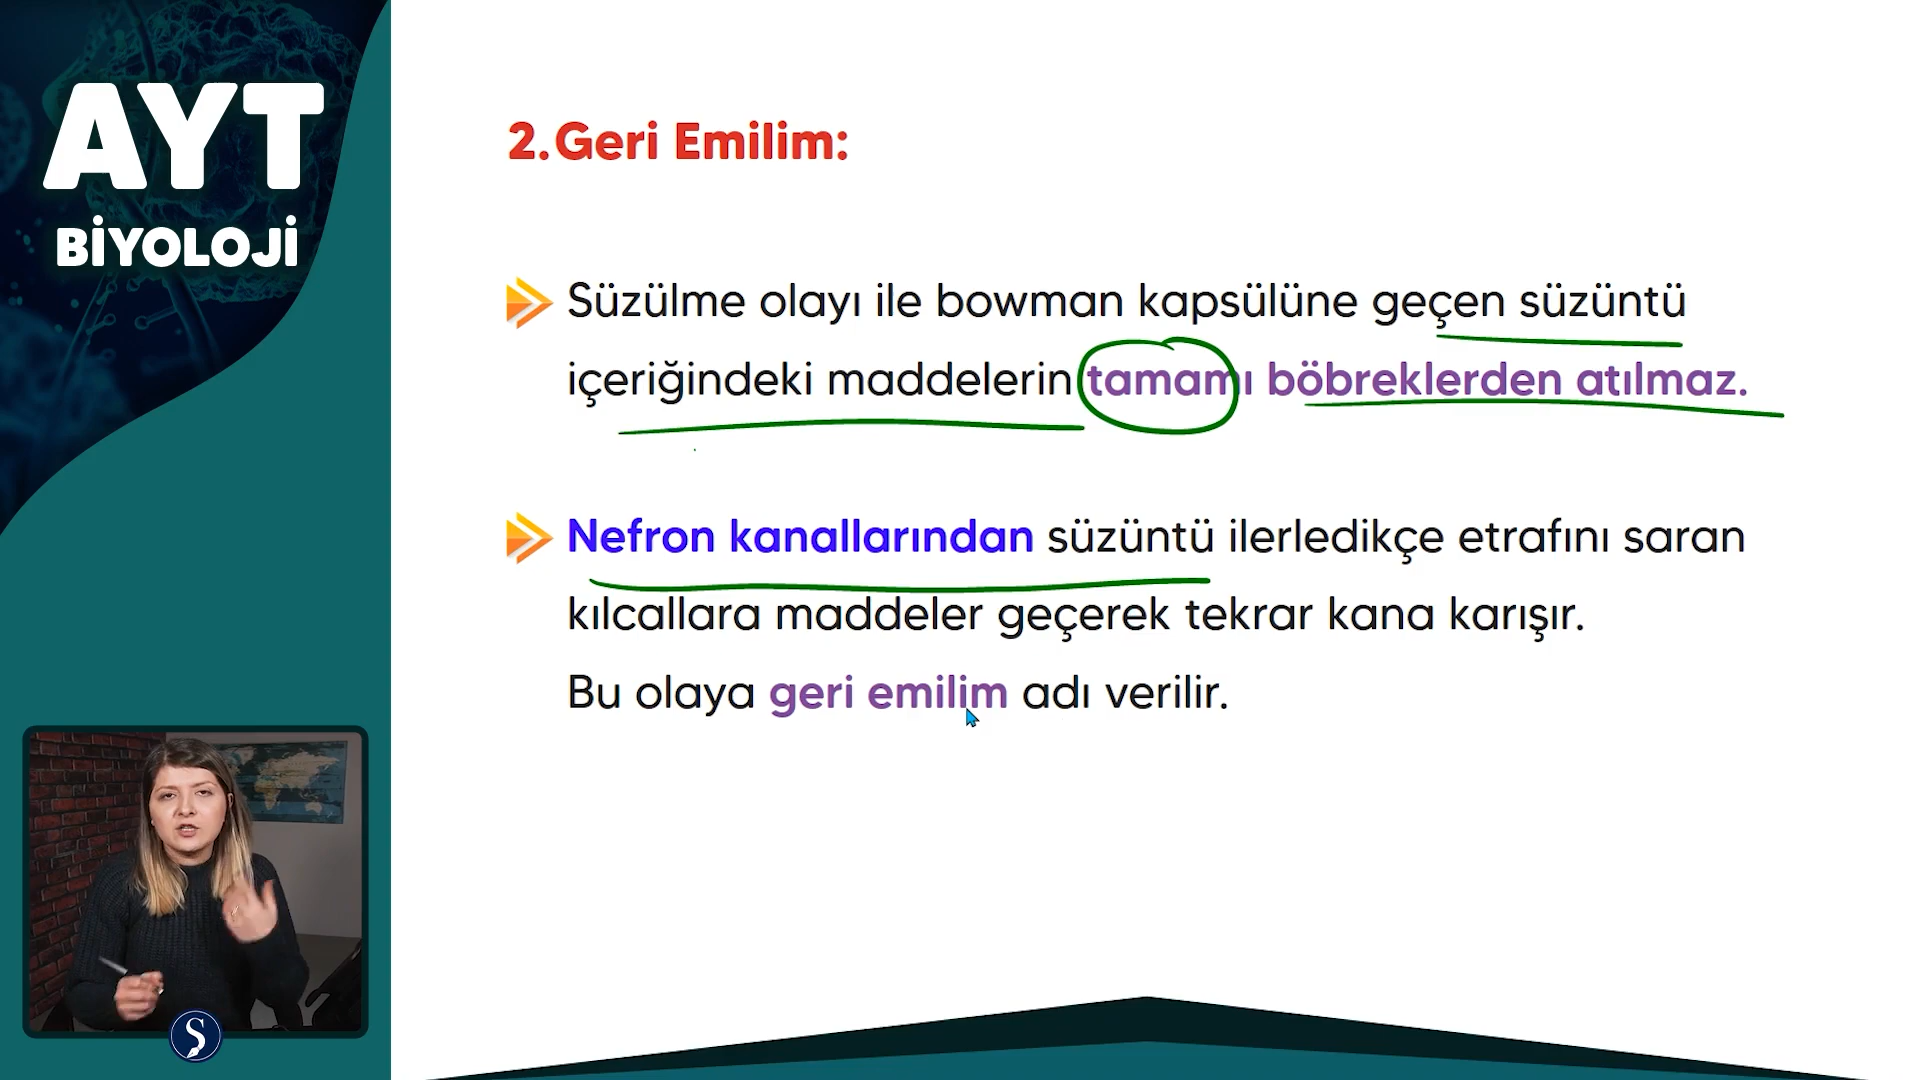 AYT
BİYOLOJİ
2. Geri Emilim:
Süzülme olayı ile bowman kapsülüne geçen süzüntü
içeriğindeki maddelerin tamamı böbreklerden atılmaz.
Nefron kanallarından süzüntü ilerledikçe etrafını saran
kılcallara maddeler geçerek tekrar kana karışır.
Bu olaya geri emilim adı verilir.
S